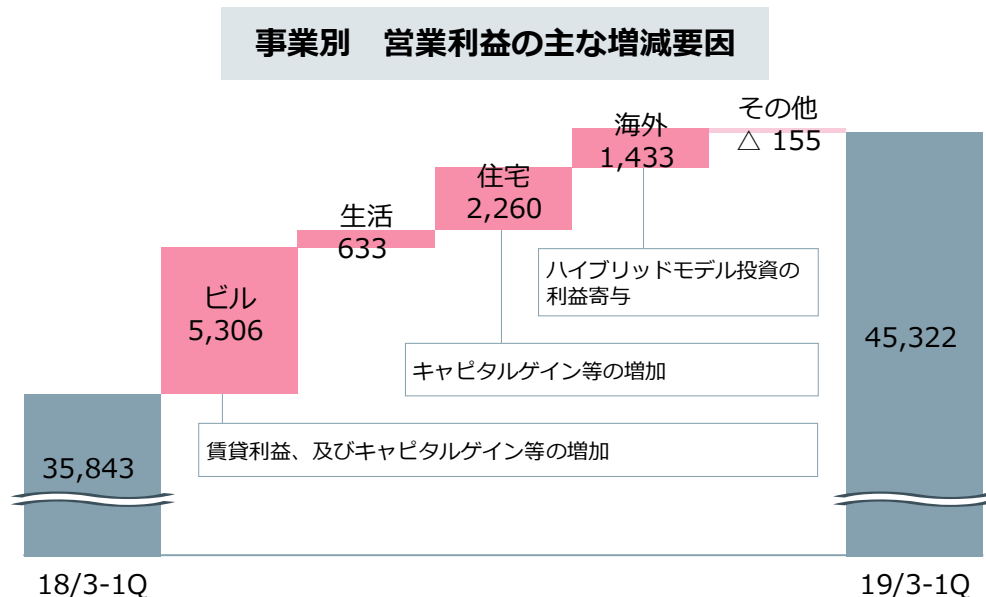 事業別　営業利益の主な増減要因
その他
△ 155
海外
1,433
住宅
2,260
生活
633
ハイブリッドモデル投資の
利益寄与
ビル
5,306
45,322
キャピタルゲイン等の増加
賃貸利益、及びキャピタルゲイン等の増加
35,843
18/3-1Q
19/3-1Q